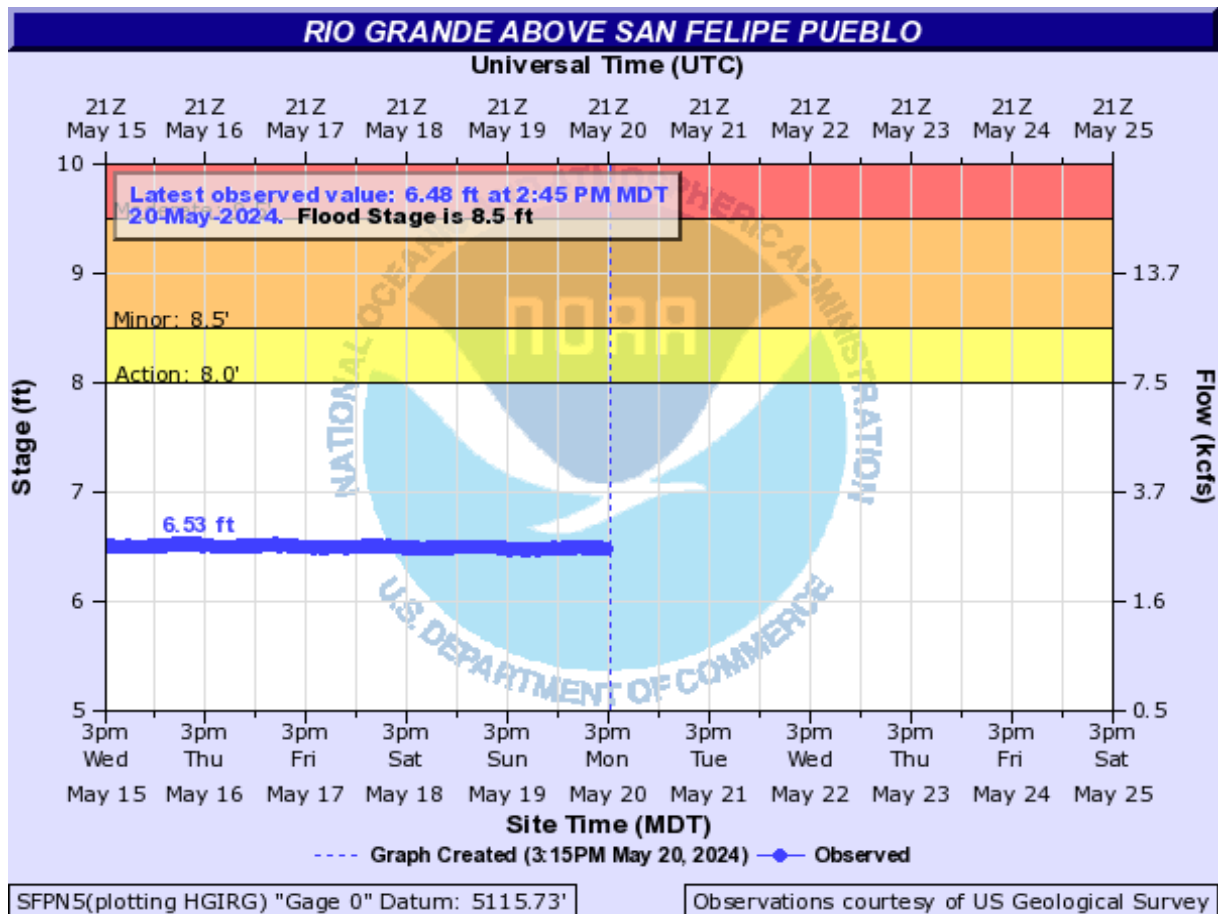 RIO GRANDE ABOVE SAN FELIPE PUEBLO
Universal Time (UTC)
21Z 21Z 21Z 21Z 21Z 21Z 21Z 21Z 21Z 21Z 21Z
May 15 May 16 May 17 May 18 May 19 May 20 May 21 May 22 May 23 May 24 May 25
10
Latest observed value: 6.48 ft at 2:45 PM MDT
20-May-2024. Flood Stage is 8.5 ft
9 13.7
Minor: 8.5'
Action: 8.0'
8 7.5
Stage (ft)
Flow (kcfs)
7 3.7
6.53 ft
6 1.6
5 0.5
NATIONAL OCEANIC AND ATMOSPHERIC ADMINISTRATION
NOAA
U.S. DEPARTMENT OF COMMERCE
3pm 3pm 3pm 3pm 3pm 3pm 3pm 3pm 3pm 3pm 3pm
Wed Thu Fri Sat Sun Mon Tue Wed Thu Fri Sat
May 15 May 16 May 17 May 18 May 19 May 20 May 21 May 22 May 23 May 24 May 25
Site Time (MDT)
Graph Created (3:15PM May 20, 2024) Observed
SFPN5(plotting HGIRG) "Gage 0" Datum: 5115.73'
Observations courtesy of US Geological Survey